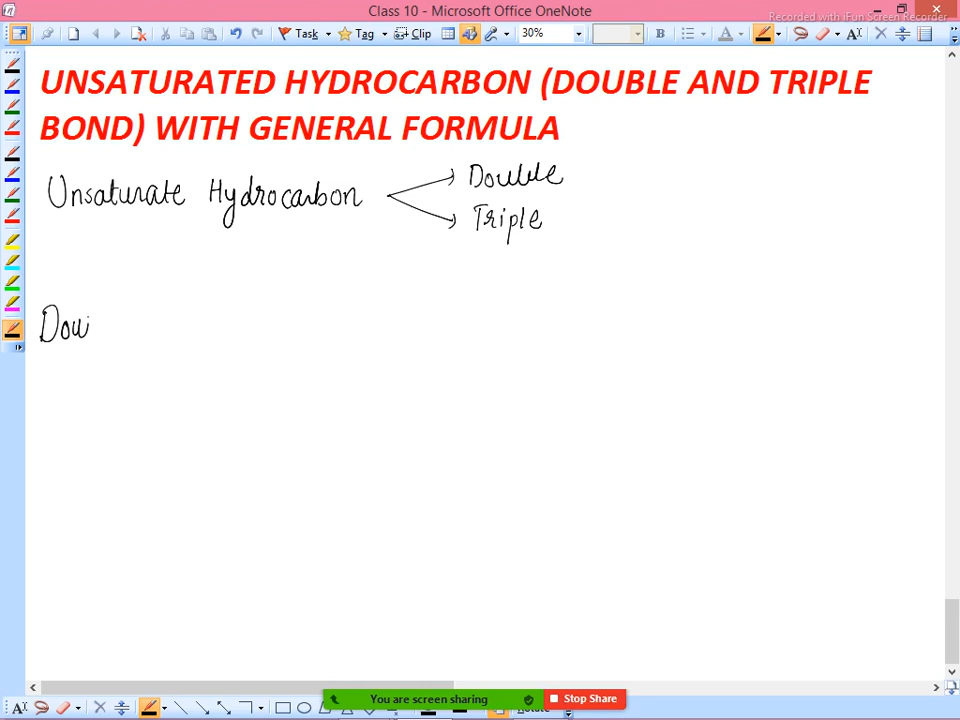 Class 10 - Microsoft Office OneNote
Recorded with iFun Screen Recorder
Task
Tag
Clip
30%
B
A
UNSATURATED HYDROCARBON (DOUBLE AND TRIPLE
BOND) WITH GENERAL FORMULA
Unsaturate Hydrocarbon
Double
Triple
Dou
You are screen sharing
Stop Share